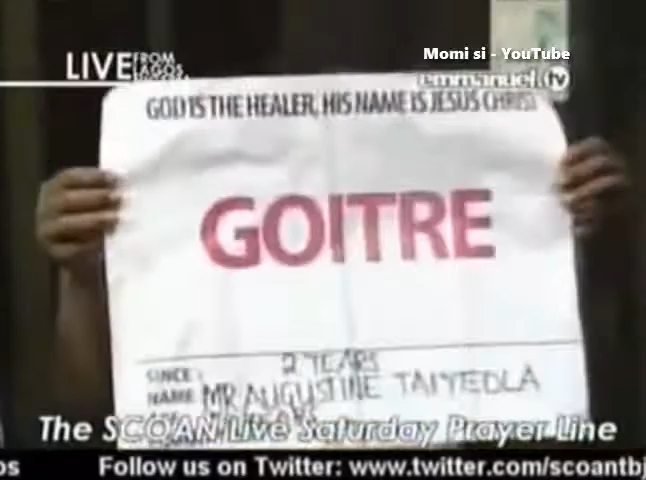 Momi si - YouTube
LIVE FROM LAGOS
emmanuel.tv
GOD IS THE HEALER, HIS NAME IS JESUS CHRIST
GOITRE
SINCE: 2 YEARS
NAME MR AUGUSTINE TAIYEOLA
The SCOAN Live Saturday Prayer Line
os Follow us on Twitter: www.twitter.com/scoantbj